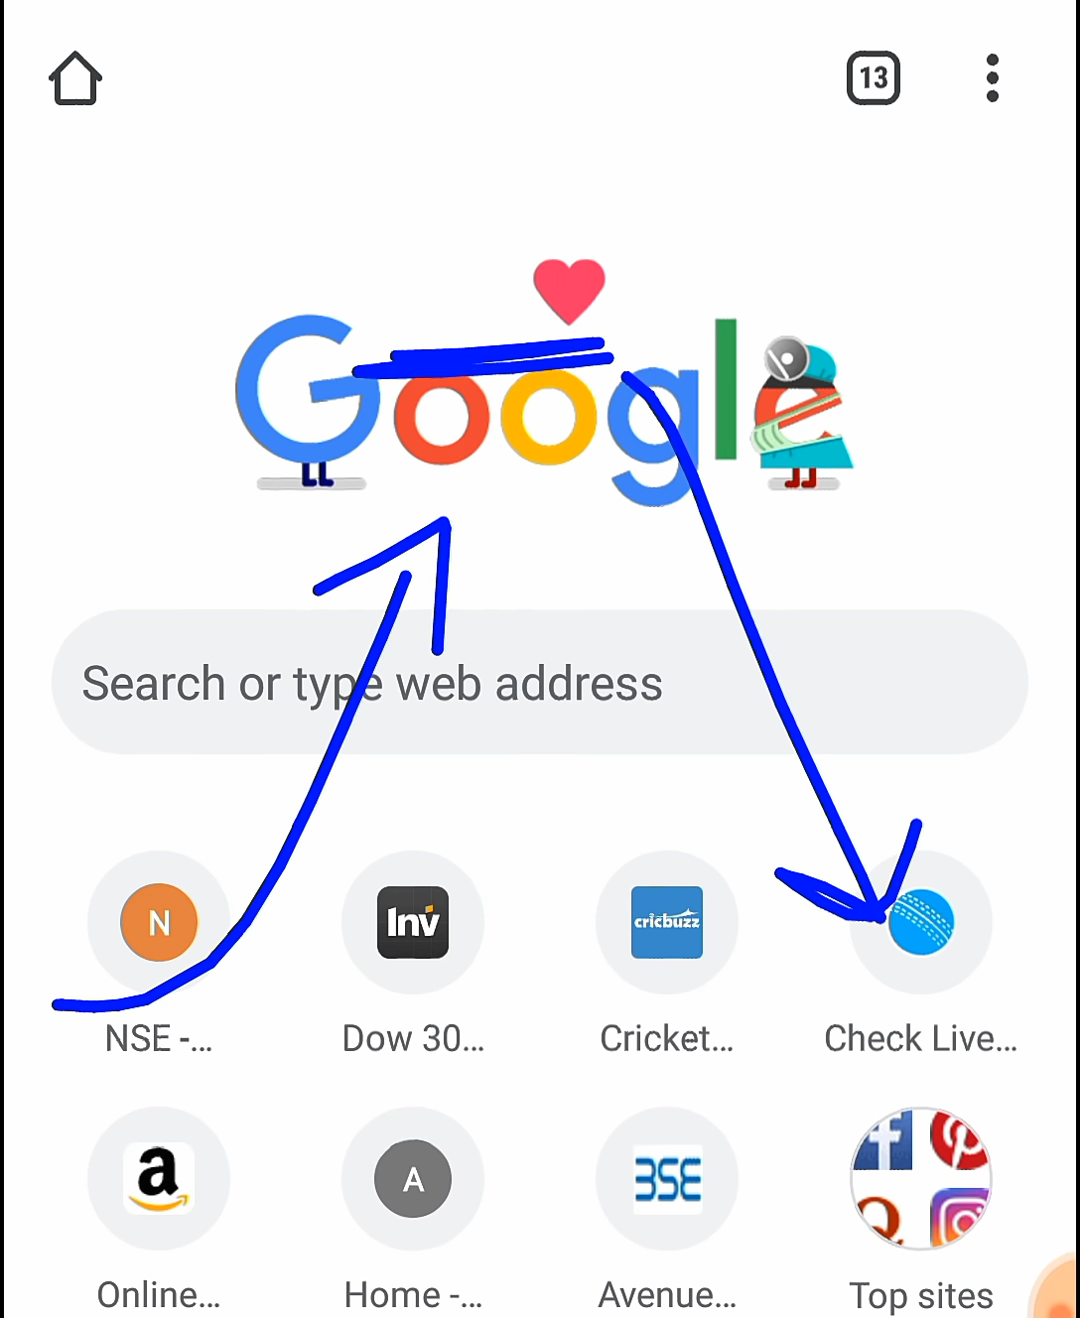 13
Google
Search or type web address
N
Inv
cricbuzz
NSE -...
Dow 30...
Cricket...
Check Live...
a
A
BSE
Online...
Home -...
Avenue...
Top sites